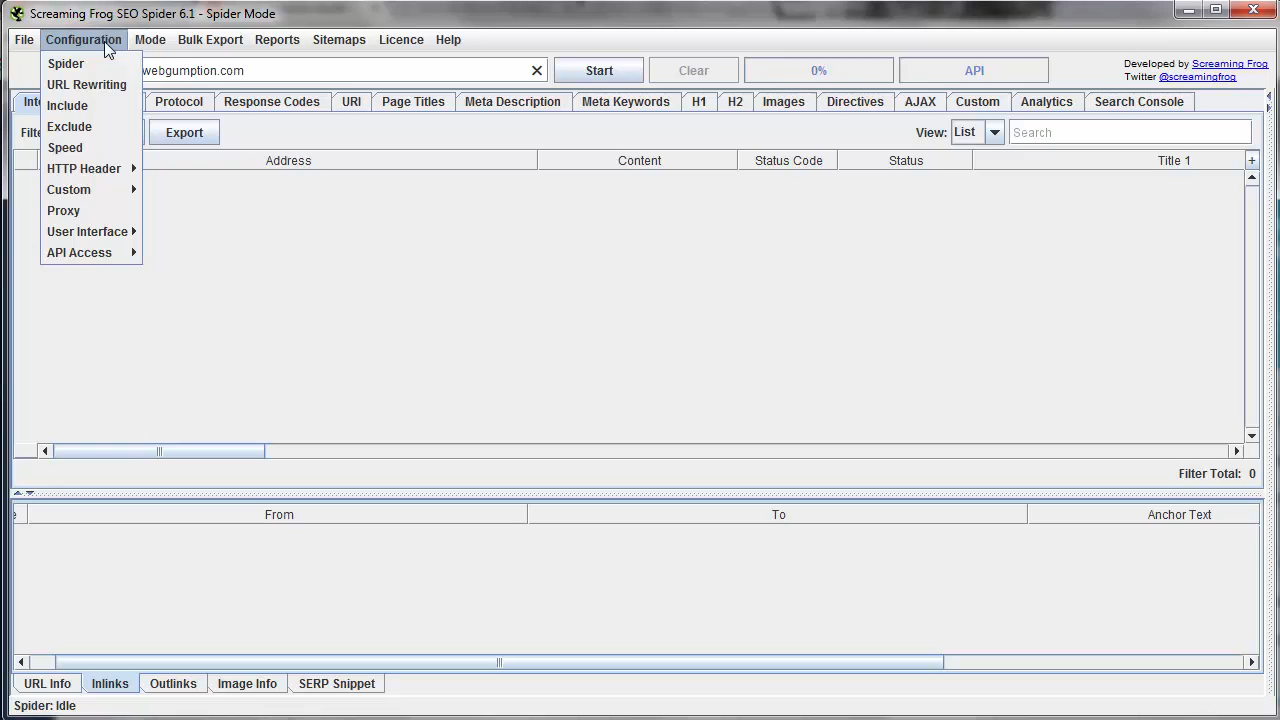 Screaming Frog SEO Spider 6.1 - Spider Mode
File Configuration Mode Bulk Export Reports Sitemaps Licence Help
Spider
URL Rewriting
Include
Exclude
Speed
HTTP Header
Custom
Proxy
User Interface
API Access
webgumption.com
Start Clear 0% API
Developed by Screaming Frog
Twitter @screamingfrog
Protocol Response Codes URI Page Titles Meta Description Meta Keywords H1 H2 Images Directives AJAX Custom Analytics Search Console
Export View: List Search
Address Content Status Code Status Title 1 +
Filter Total: 0
From To Anchor Text
URL Info Inlinks Outlinks Image Info SERP Snippet
Spider: Idle